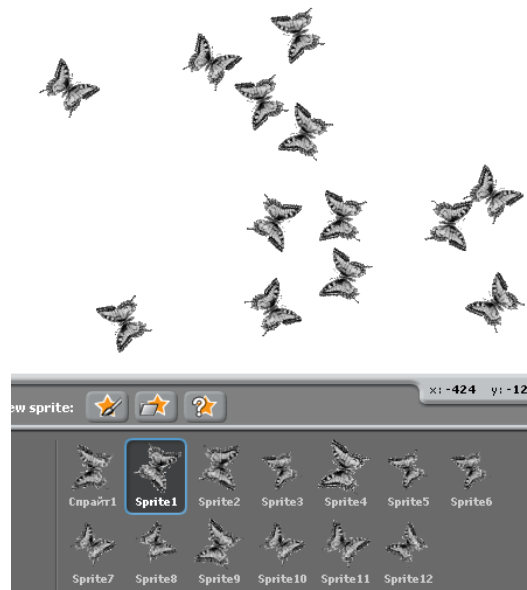 x: -424 y: -12
ew sprite:
Спрайт1 Sprite1 Sprite2 Sprite3 Sprite4 Sprite5 Sprite6
Sprite7 Sprite8 Sprite9 Sprite10 Sprite11 Sprite12